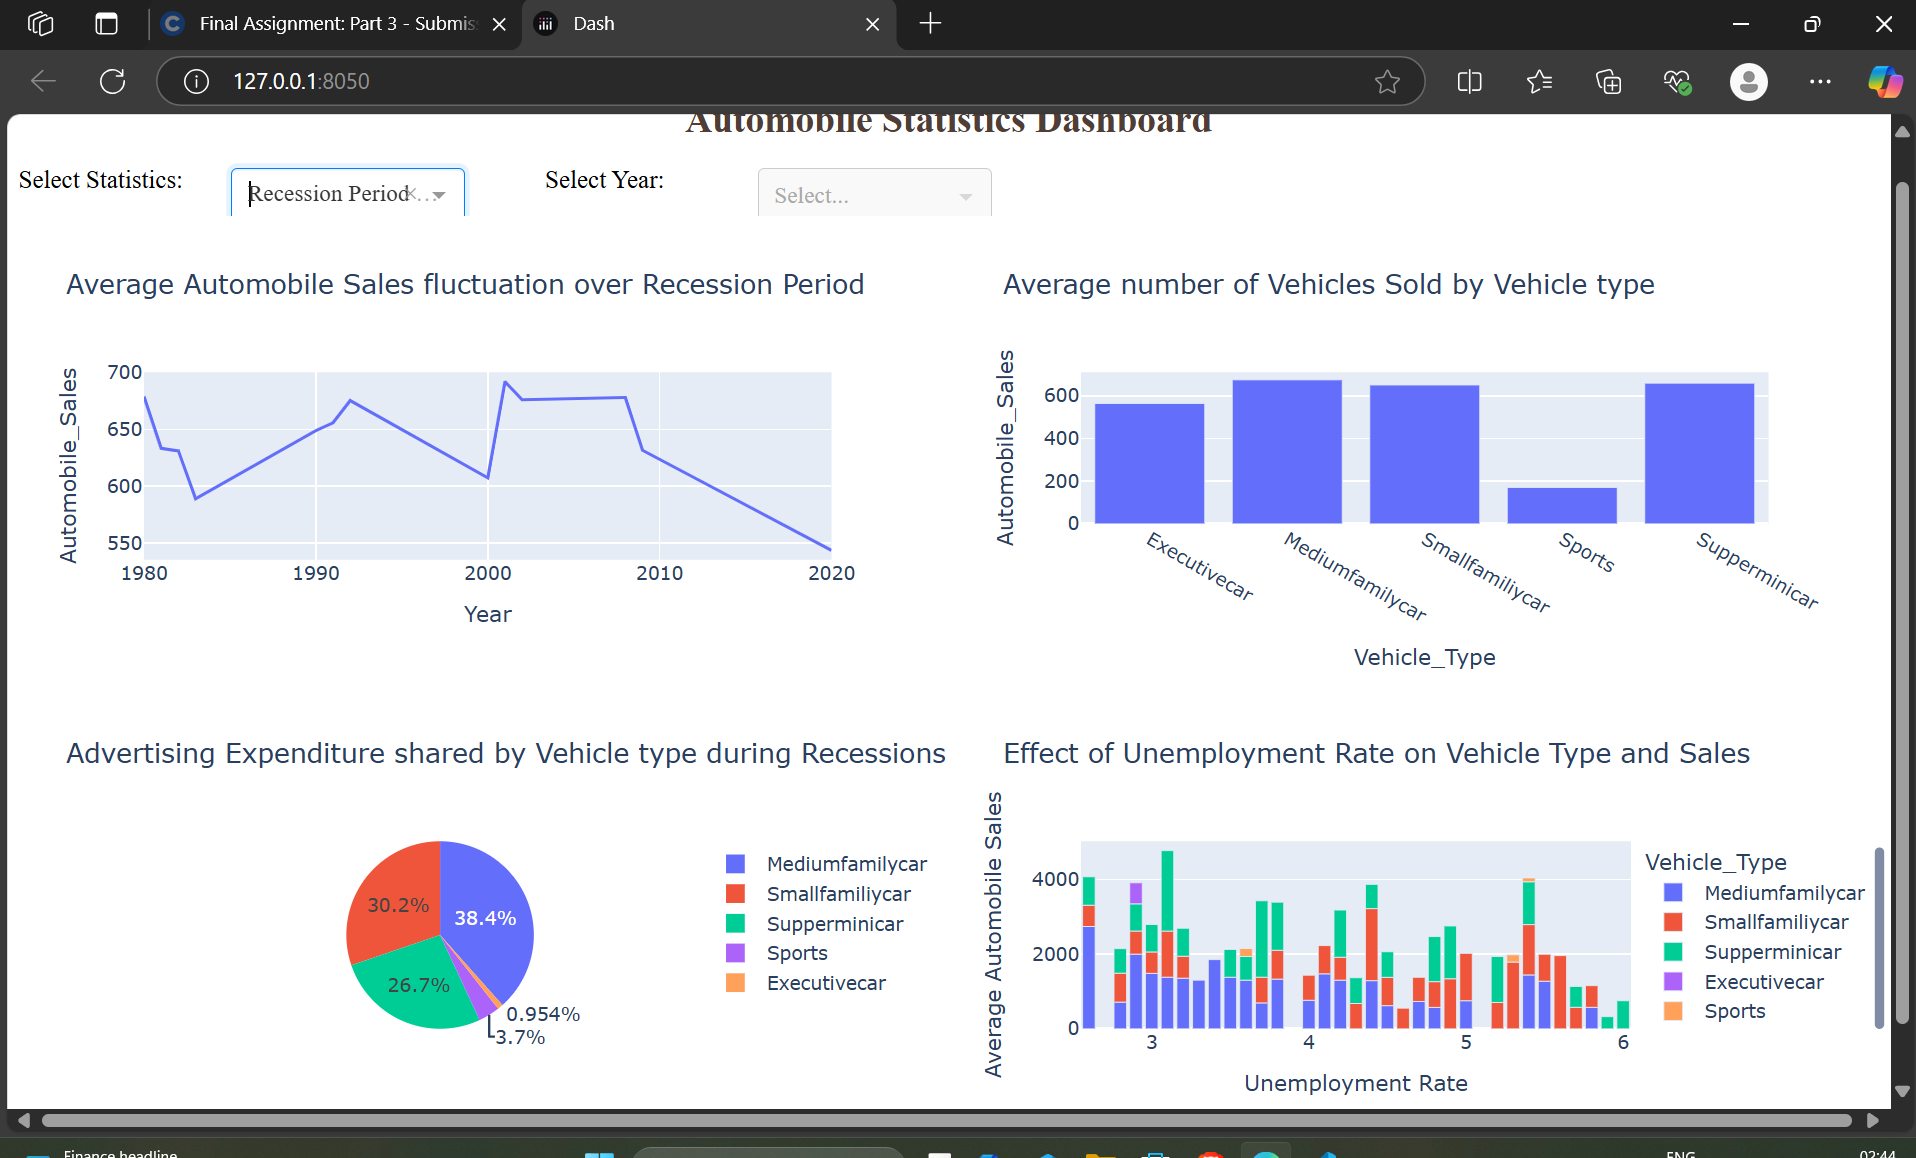 Final Assignment: Part 3 - Submis
Dash
127.0.0.1:8050
Automobile Statistics Dashboard
Select Statistics:
Recession Period ...
Select Year:
Select...
Average Automobile Sales fluctuation over Recession Period
Automobile_Sales
700
650
600
550
1980 1990 2000 2010 2020
Year
Average number of Vehicles Sold by Vehicle type
Automobile_Sales
600
400
200
0
Executivecar Mediumfamilycar Smallfamiliycar Sports Supperminicar
Vehicle_Type
Advertising Expenditure shared by Vehicle type during Recessions
30.2%
38.4%
26.7%
0.954%
3.7%
Mediumfamilycar
Smallfamiliycar
Supperminicar
Sports
Executivecar
Effect of Unemployment Rate on Vehicle Type and Sales
Average Automobile Sales
4000
2000
0
3 4 5 6
Unemployment Rate
Vehicle_Type
Mediumfamilycar
Smallfamiliycar
Supperminicar
Executivecar
Sports
Finance headline
ENG
02:44